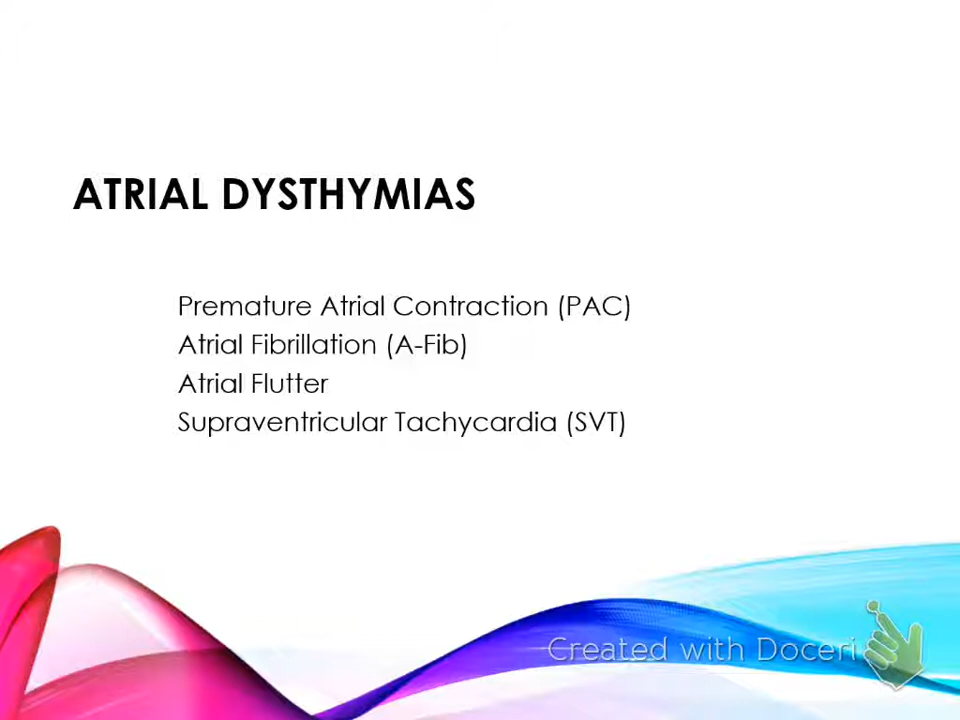 ATRIAL DYSTHYMIAS
Premature Atrial Contraction (PAC)
Atrial Fibrillation (A-Fib)
Atrial Flutter
Supraventricular Tachycardia (SVT)
Created with Doceri